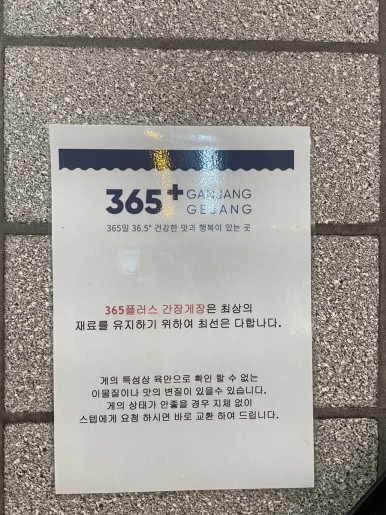 365+ GANJANG GEJANG
365일 36.5° 건강한 맛과 행복이 있는 곳
365플러스 간장게장은 최상의
재료를 유지하기 위하여 최선은 다합니다.
게의 특성상 육안으로 확인 할 수 없는
이물질이나 맛의 변질이 있을수 있습니다.
게의 상태가 안좋을 경우 지체 없이
스텝에게 요청 하시면 바로 교환 하여 드립니다.